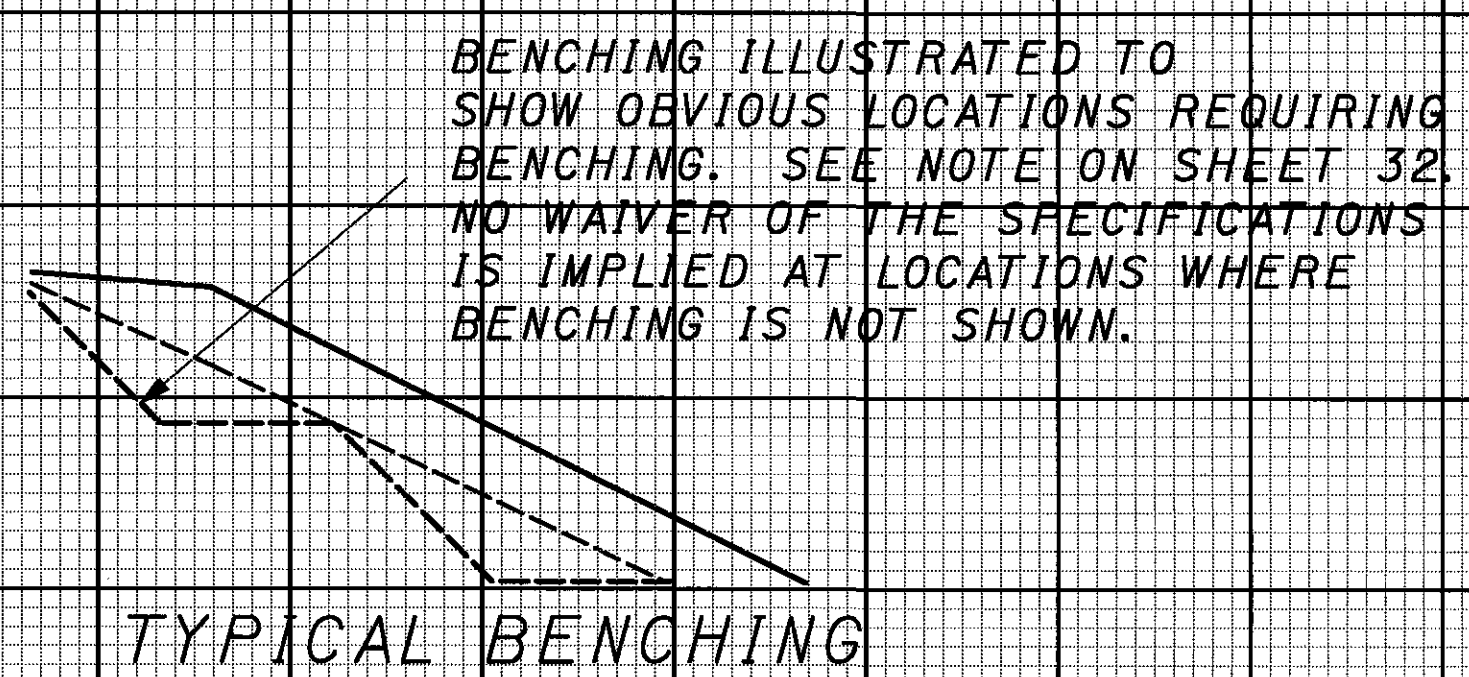 BENCHING ILLUSTRATED TO
SHOW OBVIOUS LOCATIONS REQUIRING
BENCHING. SEE NOTE ON SHEET 32.
NO WAIVER OF THE SPECIFICATIONS
IS IMPLIED AT LOCATIONS WHERE
BENCHING IS NOT SHOWN.
TYPICAL BENCHING